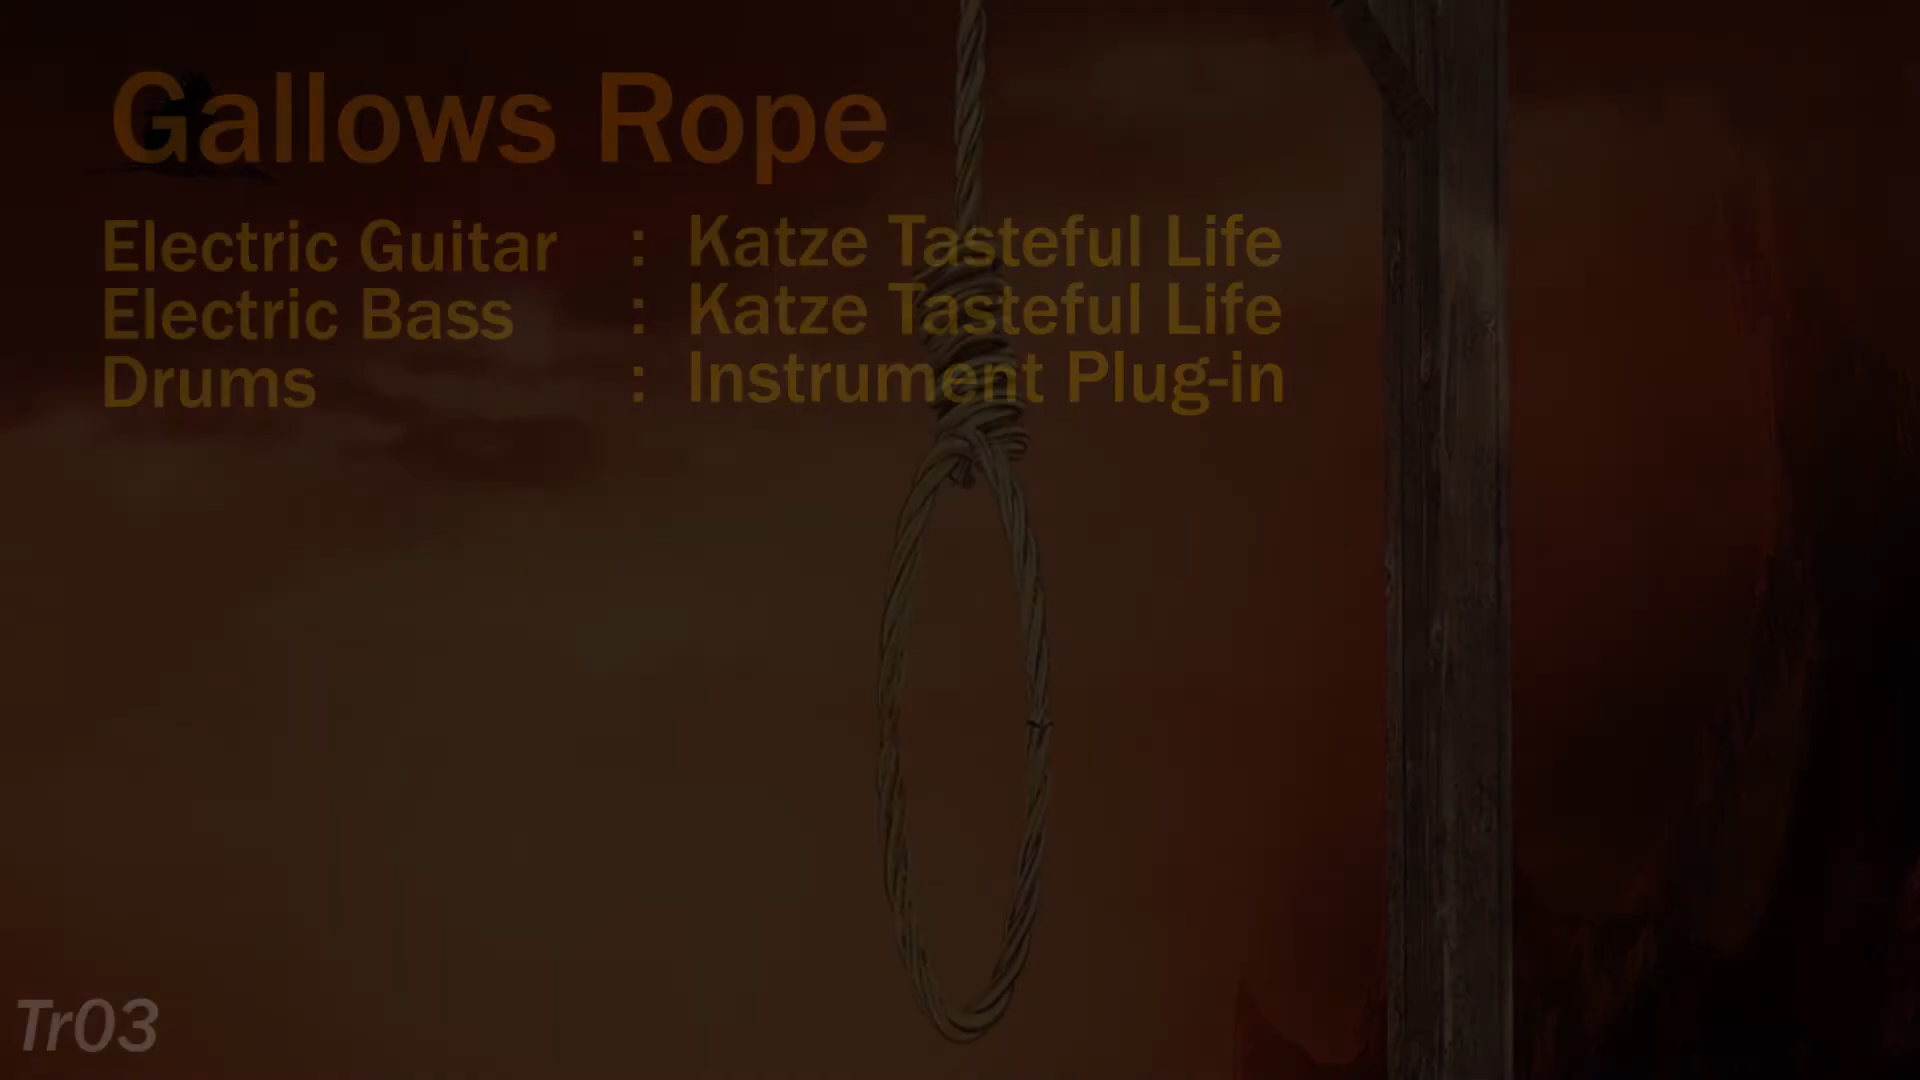 Gallows Rope
Electric Guitar : Katze Tasteful Life
Electric Bass : Katze Tasteful Life
Drums : Instrument Plug-in
Tr03